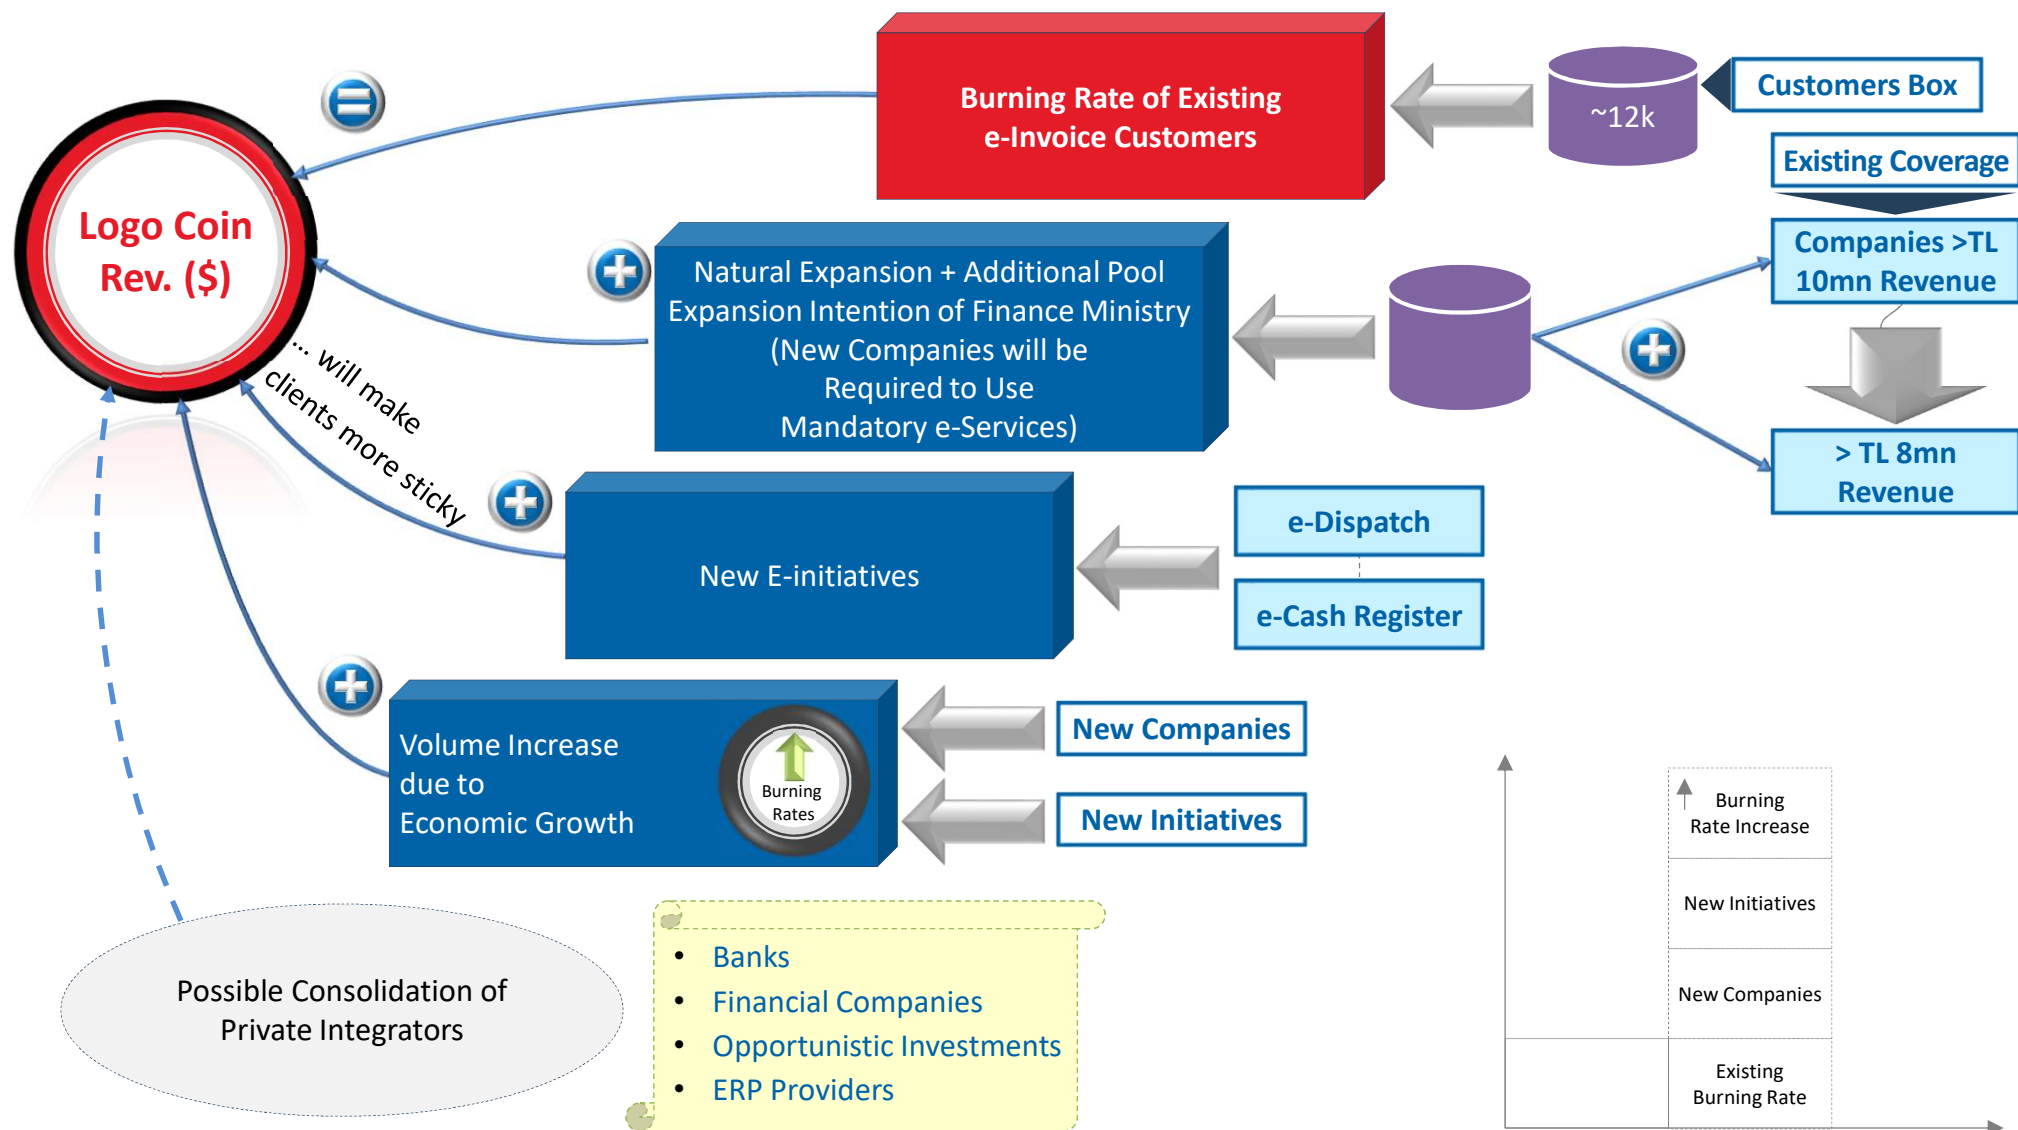 Logo Coin
Rev. ($)
Burning Rate of Existing
e-Invoice Customers
~12k
Customers Box
Existing Coverage
Companies >TL
10mn Revenue
> TL 8mn
Revenue
Natural Expansion + Additional Pool
Expansion Intention of Finance Ministry
(New Companies will be
Required to Use
Mandatory e-Services)
... will make
clients more sticky
New E-initiatives
e-Dispatch
e-Cash Register
Volume Increase
due to
Economic Growth
Burning
Rates
New Companies
New Initiatives
Possible Consolidation of
Private Integrators
• Banks
• Financial Companies
• Opportunistic Investments
• ERP Providers
Burning
Rate Increase
New Initiatives
New Companies
Existing
Burning Rate